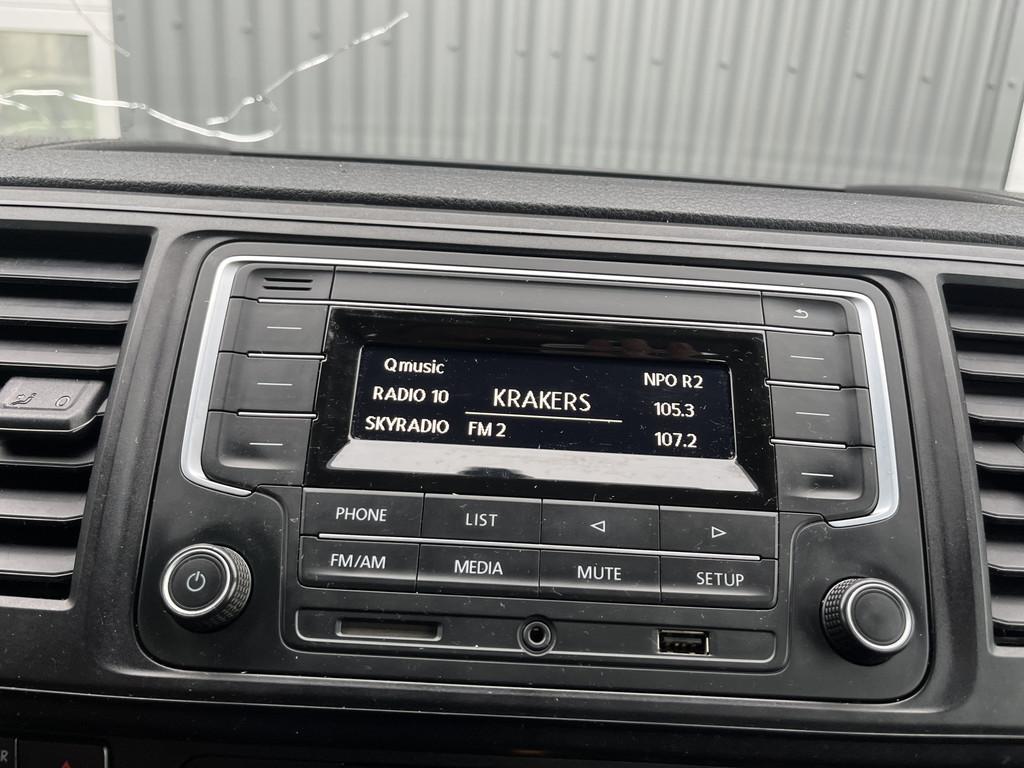 Qmusic
RADIO 10
SKYRADIO
KRAKERS
FM 2
NPO R2
105.3
107.2
PHONE
LIST
FM/AM
MEDIA
MUTE
SETUP
R